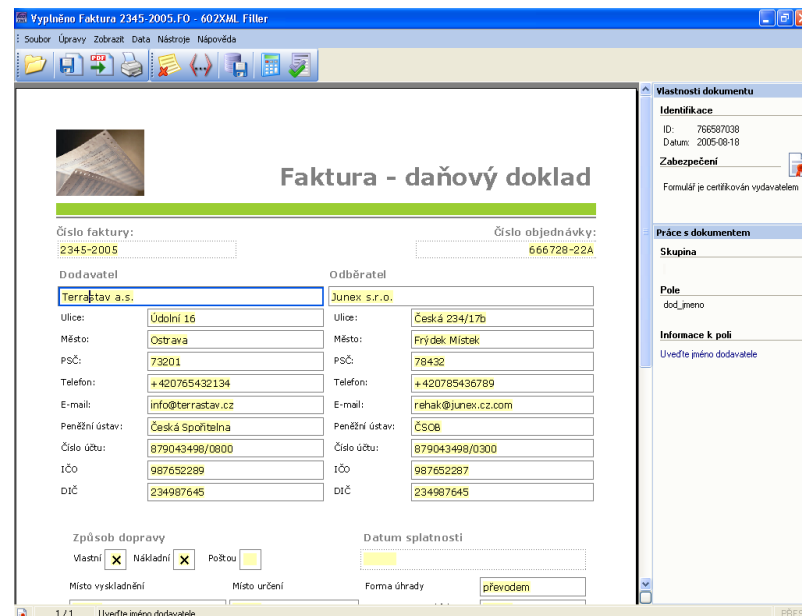 Vyplněno Faktura 2345-2005.FO - 602XML Filler
Soubor Úpravy Zobrazit Data Nástroje Nápověda
Faktura - daňový doklad
Číslo faktury: Číslo objednávky:
2345-2005 666728-22A
Dodavatel Odběratel
Terrastav a.s. Junex s.r.o.
Ulice: Údolní 16 Ulice: Česká 234/17b
Město: Ostrava Město: Frýdek Místek
PSČ: 73201 PSČ: 78432
Telefon: +420765432134 Telefon: +420785436789
E-mail: info@terrastav.cz E-mail: rehak@junex.cz.com
Peněžní ústav: Česká Spořitelna Peněžní ústav: ČSOB
Číslo účtu: 879043498/0800 Číslo účtu: 879043498/0300
IČO 987652289 IČO 987652287
DIČ 234987645 DIČ 234987645
Způsob dopravy Datum splatnosti
Vlastní X Nákladní X Poštou
Místo vyskladnění Místo určení Forma úhrady převodem
Vlastnosti dokumentu
Identifikace
ID: 766587038
Datum: 2005-08-18
Zabezpečení
Formulář je certifikován vydavatelem
Práce s dokumentem
Skupina
Pole
dod_jmeno
Informace k poli
Uveďte jméno dodavatele
1 / 1 Uveďte jméno dodavatele PŘES